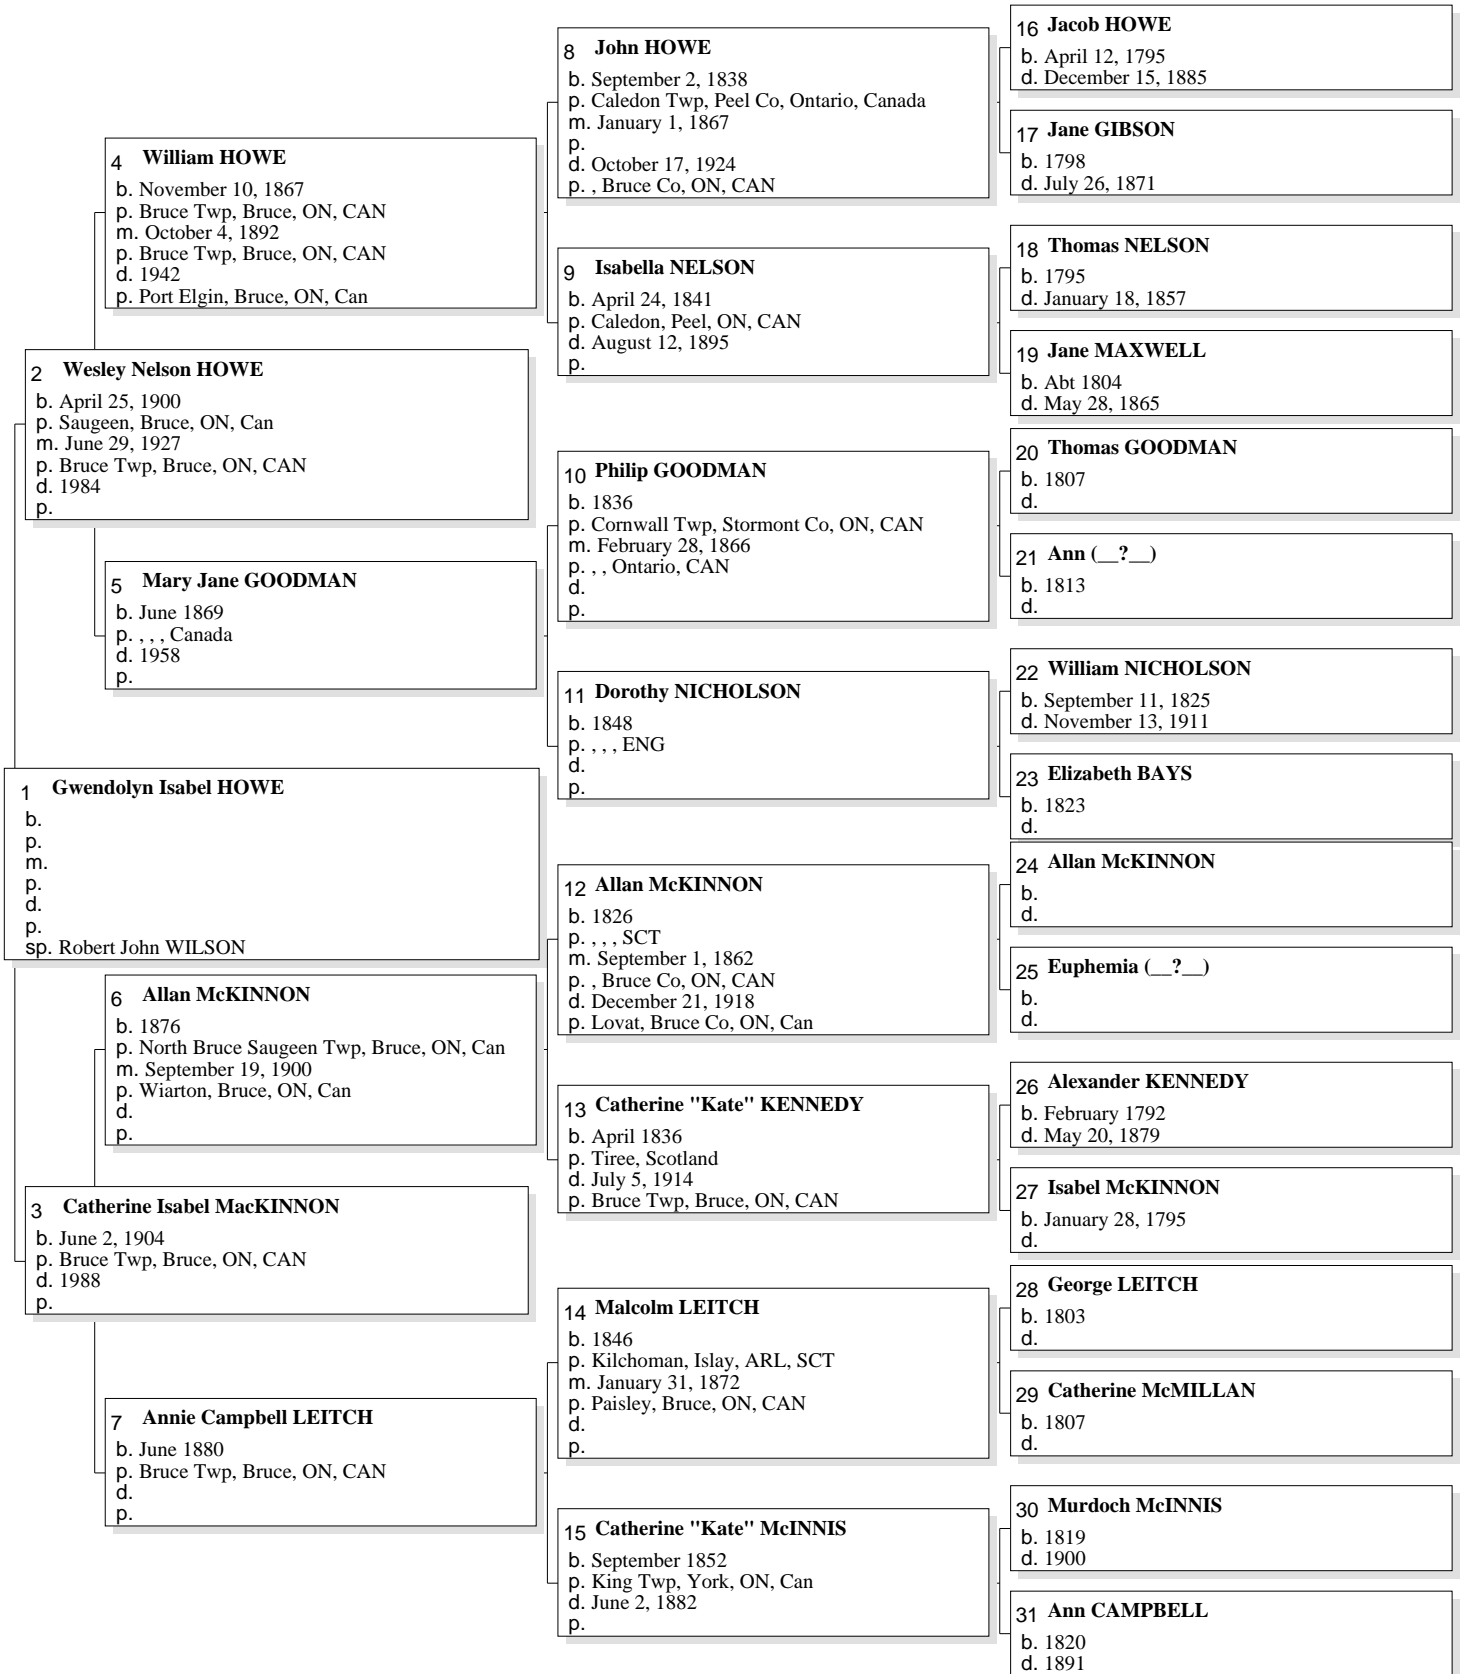 1 Gwendolyn Isabel HOWE
b.
p.
m.
p.
d.
p.
sp. Robert John WILSON
2 Wesley Nelson HOWE
b. April 25, 1900
p. Saugeen, Bruce, ON, Can
m. June 29, 1927
p. Bruce Twp, Bruce, ON, CAN
d. 1984
p.
3 Catherine Isabel MacKINNON
b. June 2, 1904
p. Bruce Twp, Bruce, ON, CAN
d. 1988
p.
4 William HOWE
b. November 10, 1867
p. Bruce Twp, Bruce, ON, CAN
m. October 4, 1892
p. Bruce Twp, Bruce, ON, CAN
d. 1942
p. Port Elgin, Bruce, ON, Can
5 Mary Jane GOODMAN
b. June 1869
p. , , , Canada
d. 1958
p.
6 Allan McKINNON
b. 1876
p. North Bruce Saugeen Twp, Bruce, ON, Can
m. September 19, 1900
p. Wiarton, Bruce, ON, Can
d.
p.
7 Annie Campbell LEITCH
b. June 1880
p. Bruce Twp, Bruce, ON, CAN
d.
p.
8 John HOWE
b. September 2, 1838
p. Caledon Twp, Peel Co, Ontario, Canada
m. January 1, 1867
p.
d. October 17, 1924
p. , Bruce Co, ON, CAN
9 Isabella NELSON
b. April 24, 1841
p. Caledon, Peel, ON, CAN
d. August 12, 1895
p.
10 Philip GOODMAN
b. 1836
p. Cornwall Twp, Stormont Co, ON, CAN
m. February 28, 1866
p. , , Ontario, CAN
d.
p.
11 Dorothy NICHOLSON
b. 1848
p. , , , ENG
d.
p.
12 Allan McKINNON
b. 1826
p. , , , SCT
m. September 1, 1862
p. , Bruce Co, ON, CAN
d. December 21, 1918
p. Lovat, Bruce Co, ON, Can
13 Catherine "Kate" KENNEDY
b. April 1836
p. Tiree, Scotland
d. July 5, 1914
p. Bruce Twp, Bruce, ON, CAN
14 Malcolm LEITCH
b. 1846
p. Kilchoman, Islay, ARL, SCT
m. January 31, 1872
p. Paisley, Bruce, ON, CAN
d.
p.
15 Catherine "Kate" McINNIS
b. September 1852
p. King Twp, York, ON, Can
d. June 2, 1882
p.
16 Jacob HOWE
b. April 12, 1795
d. December 15, 1885
17 Jane GIBSON
b. 1798
d. July 26, 1871
18 Thomas NELSON
b. 1795
d. January 18, 1857
19 Jane MAXWELL
b. Abt 1804
d. May 28, 1865
20 Thomas GOODMAN
b. 1807
d.
21 Ann (__?__)
b. 1813
d.
22 William NICHOLSON
b. September 11, 1825
d. November 13, 1911
23 Elizabeth BAYS
b. 1823
d.
24 Allan McKINNON
b.
d.
25 Euphemia (__?__)
b.
d.
26 Alexander KENNEDY
b. February 1792
d. May 20, 1879
27 Isabel McKINNON
b. January 28, 1795
d.
28 George LEITCH
b. 1803
d.
29 Catherine McMILLAN
b. 1807
d.
30 Murdoch McINNIS
b. 1819
d. 1900
31 Ann CAMPBELL
b. 1820
d. 1891